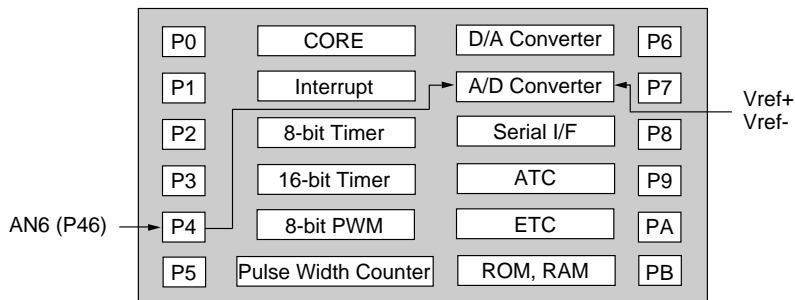 P0 CORE D/A Converter P6
P1 Interrupt A/D Converter P7
Vref+
Vref-
P2 8-bit Timer Serial I/F P8
P3 16-bit Timer ATC P9
AN6 (P46) P4 8-bit PWM ETC PA
P5 Pulse Width Counter ROM, RAM PB